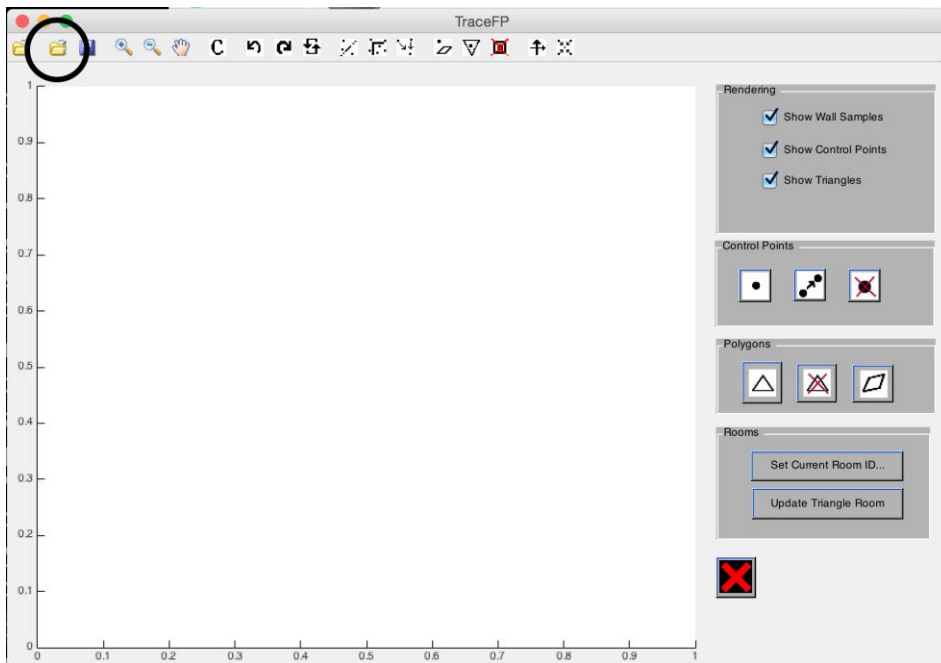 TraceFP
C
Rendering
Show Wall Samples
Show Control Points
Show Triangles
Control Points
Polygons
Rooms
Set Current Room ID...
Update Triangle Room
1
0.9
0.8
0.7
0.6
0.5
0.4
0.3
0.2
0.1
0
0
0.1
0.2
0.3
0.4
0.5
0.6
0.7
0.8
0.9
1